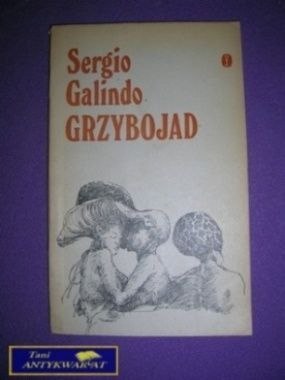 Sergio
Galindo
GRZYBOJAD
Tani
ANTYKWARIAT